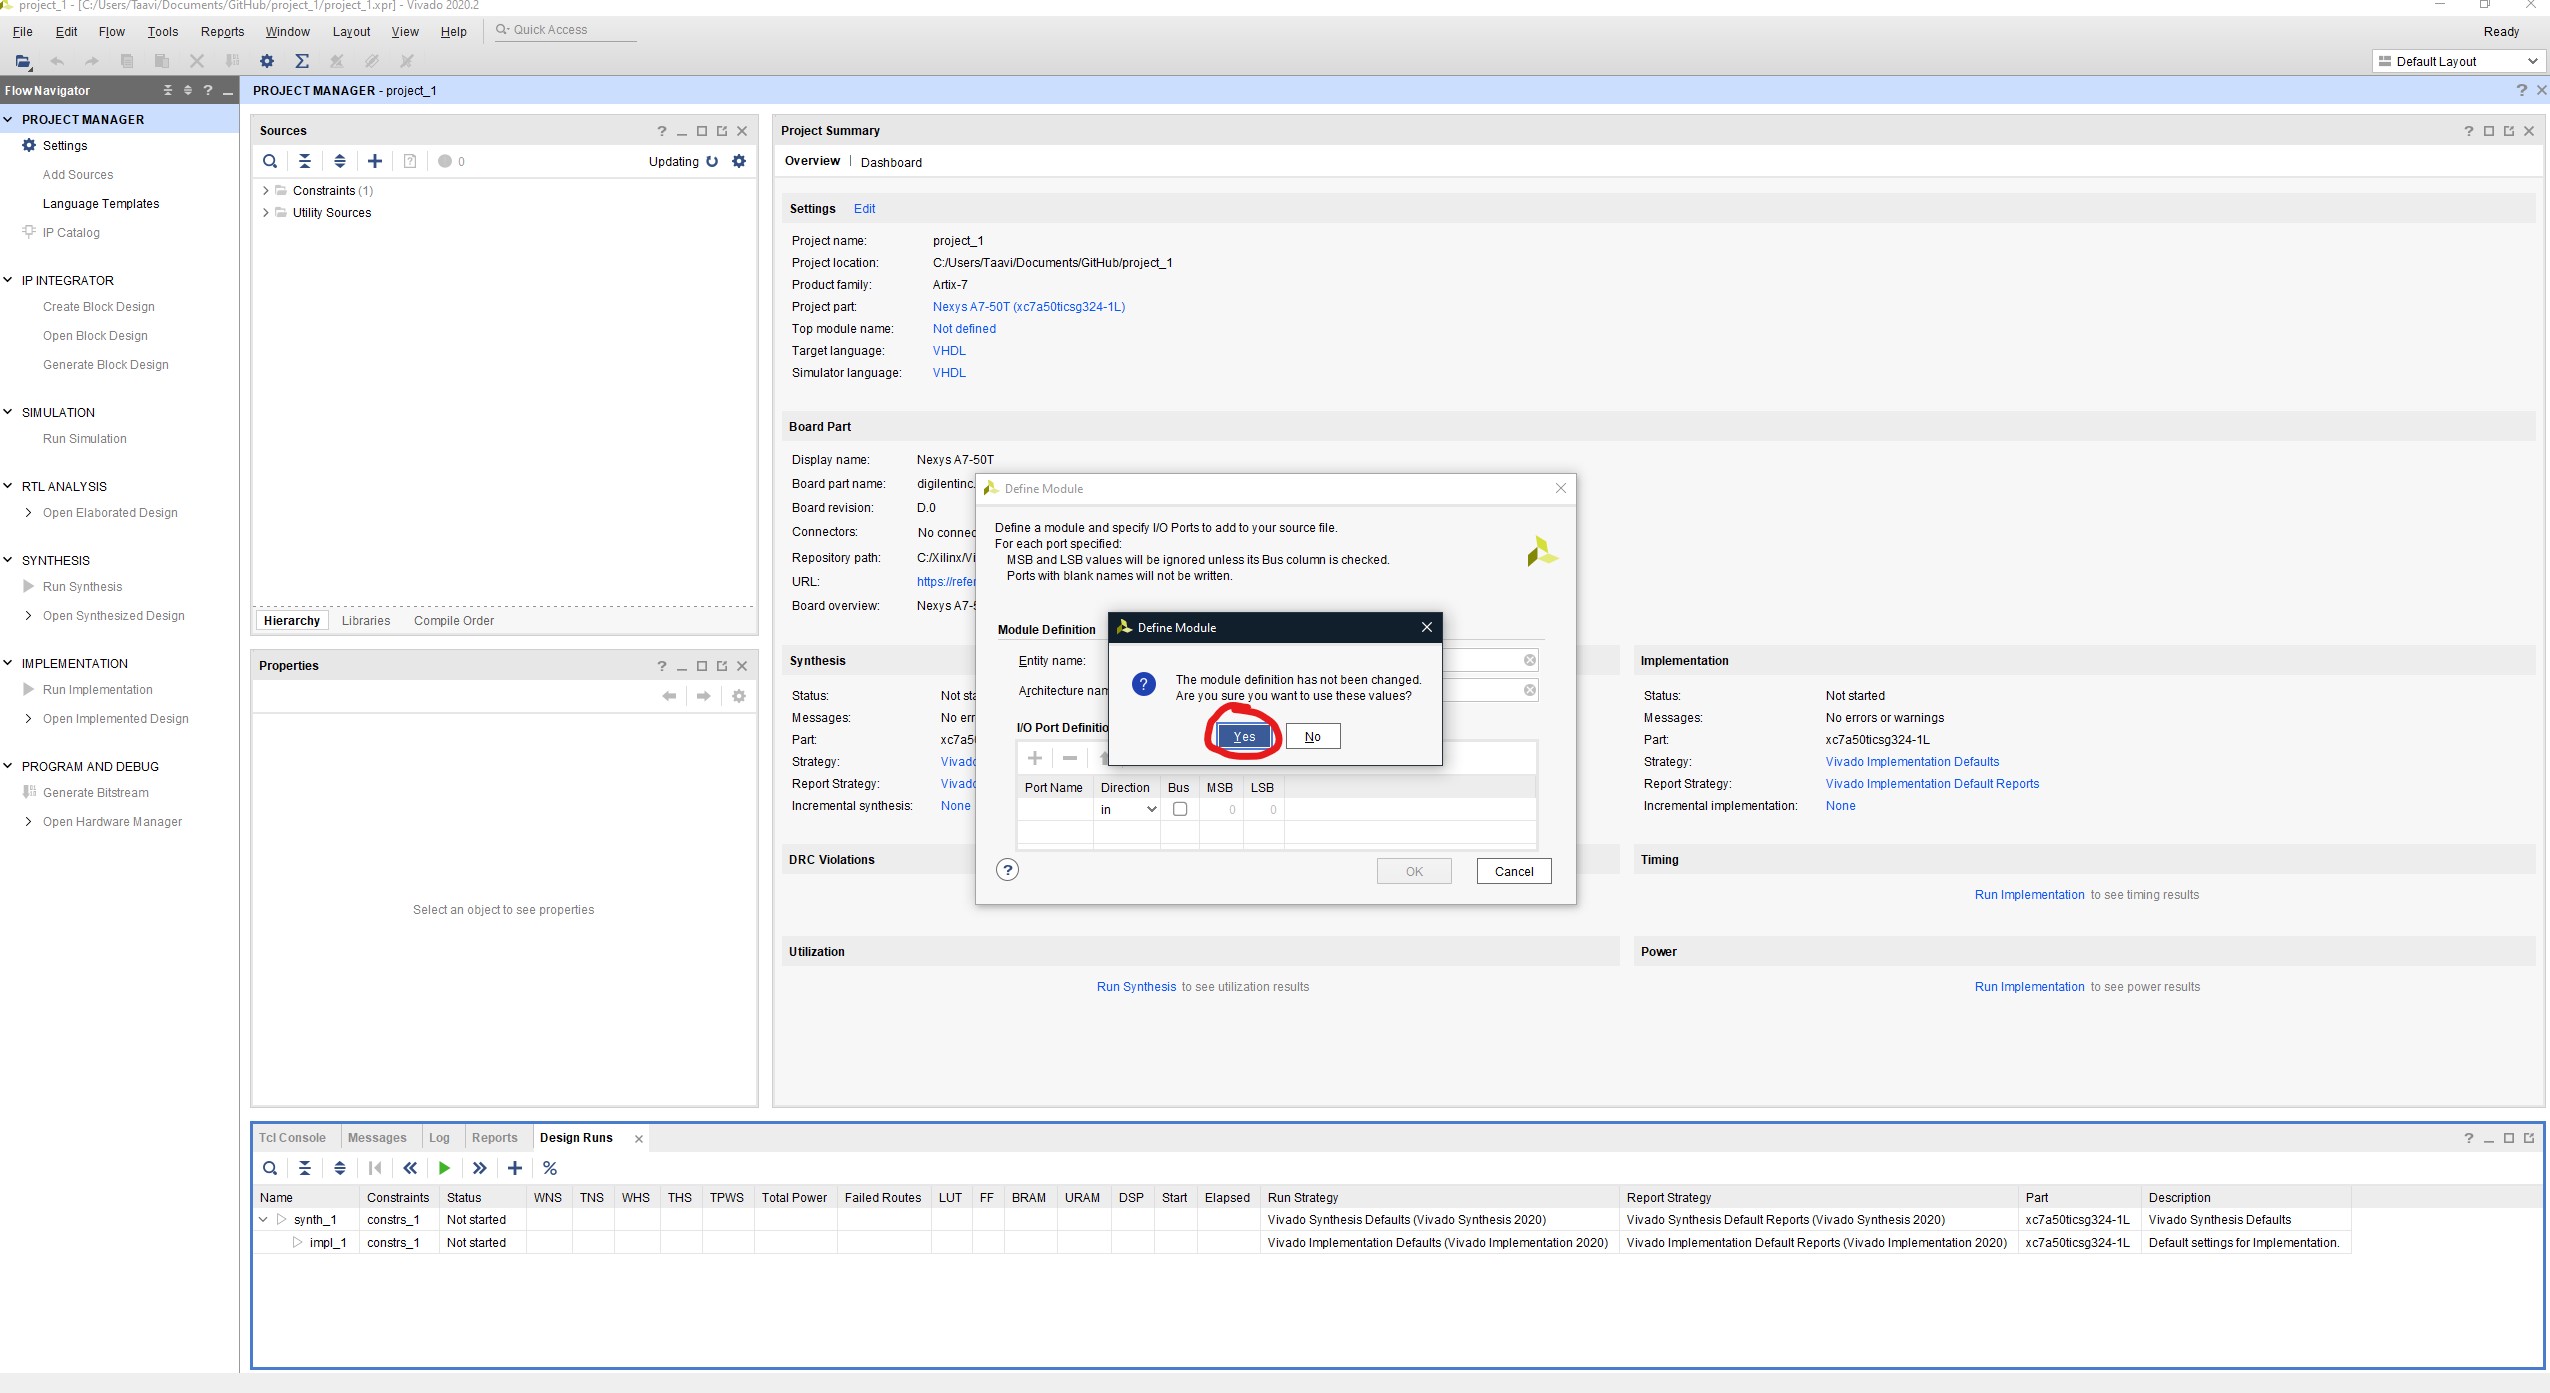 project_1 - [C:/Users/Taavi/Documents/GitHub/project_1/project_1.xpr] - Vivado 2020.2
File Edit Flow Tools Reports Window Layout View Help Quick Access Ready
Default Layout
Flow Navigator
PROJECT MANAGER
Settings
Add Sources
Language Templates
IP Catalog
IP INTEGRATOR
Create Block Design
Open Block Design
Generate Block Design
SIMULATION
Run Simulation
RTL ANALYSIS
Open Elaborated Design
SYNTHESIS
Run Synthesis
Open Synthesized Design
IMPLEMENTATION
Run Implementation
Open Implemented Design
PROGRAM AND DEBUG
Generate Bitstream
Open Hardware Manager
PROJECT MANAGER - project_1
Sources
0 Updating
Constraints (1)
Utility Sources
Hierarchy Libraries Compile Order
Properties
Select an object to see properties
Project Summary
Overview | Dashboard
Settings Edit
Project name: project_1
Project location: C:/Users/Taavi/Documents/GitHub/project_1
Product family: Artix-7
Project part: Nexys A7-50T (xc7a50ticsg324-1L)
Top module name: Not defined
Target language: VHDL
Simulator language: VHDL
Board Part
Display name: Nexys A7-50T
Board part name: digilentinc.
Board revision: D.0
Connectors: No connec
Repository path: C:/Xilinx/Vi
URL: https://refer
Board overview: Nexys A7-5
Synthesis
Status: Not sta
Messages: No err
Part: xc7a50
Strategy: Vivado
Report Strategy: Vivado
Incremental synthesis: None
Implementation
Status: Not started
Messages: No errors or warnings
Part: xc7a50ticsg324-1L
Strategy: Vivado Implementation Defaults
Report Strategy: Vivado Implementation Default Reports
Incremental implementation: None
DRC Violations
Timing
Run Implementation to see timing results
Utilization
Run Synthesis to see utilization results
Power
Run Implementation to see power results
Define Module
Define a module and specify I/O Ports to add to your source file.
For each port specified:
MSB and LSB values will be ignored unless its Bus column is checked.
Ports with blank names will not be written.
Module Definition
Entity name:
Architecture nam
I/O Port Definitio
Port Name Direction Bus MSB LSB
in 0 0
OK Cancel
Define Module
The module definition has not been changed.
Are you sure you want to use these values?
Yes No
Tcl Console Messages Log Reports Design Runs
Name Constraints Status WNS TNS WHS THS TPWS Total Power Failed Routes LUT FF BRAM URAM DSP Start Elapsed Run Strategy Report Strategy Part Description
synth_1 constrs_1 Not started Vivado Synthesis Defaults (Vivado Synthesis 2020) Vivado Synthesis Default Reports (Vivado Synthesis 2020) xc7a50ticsg324-1L Vivado Synthesis Defaults
impl_1 constrs_1 Not started Vivado Implementation Defaults (Vivado Implementation 2020) Vivado Implementation Default Reports (Vivado Implementation 2020) xc7a50ticsg324-1L Default settings for Implementation.